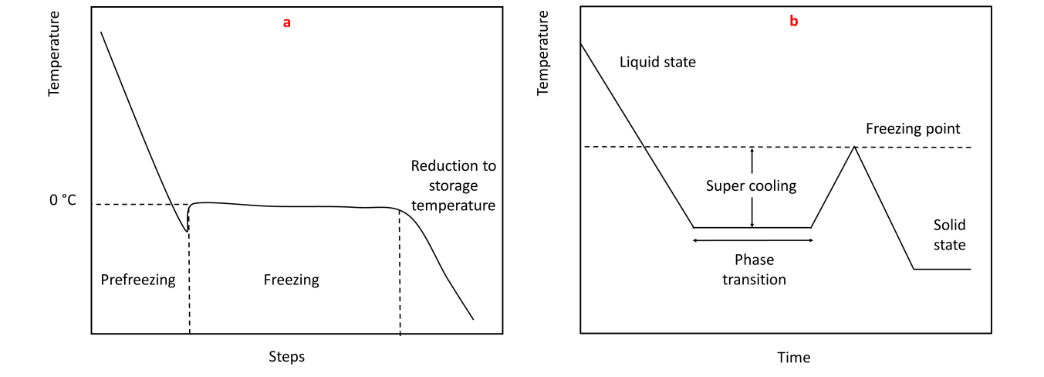 Temperature
a
0 °C
Prefreezing
Freezing
Reduction to
storage
temperature
Steps
Temperature
b
Liquid state
Freezing point
Super cooling
Phase
transition
Solid
state
Time